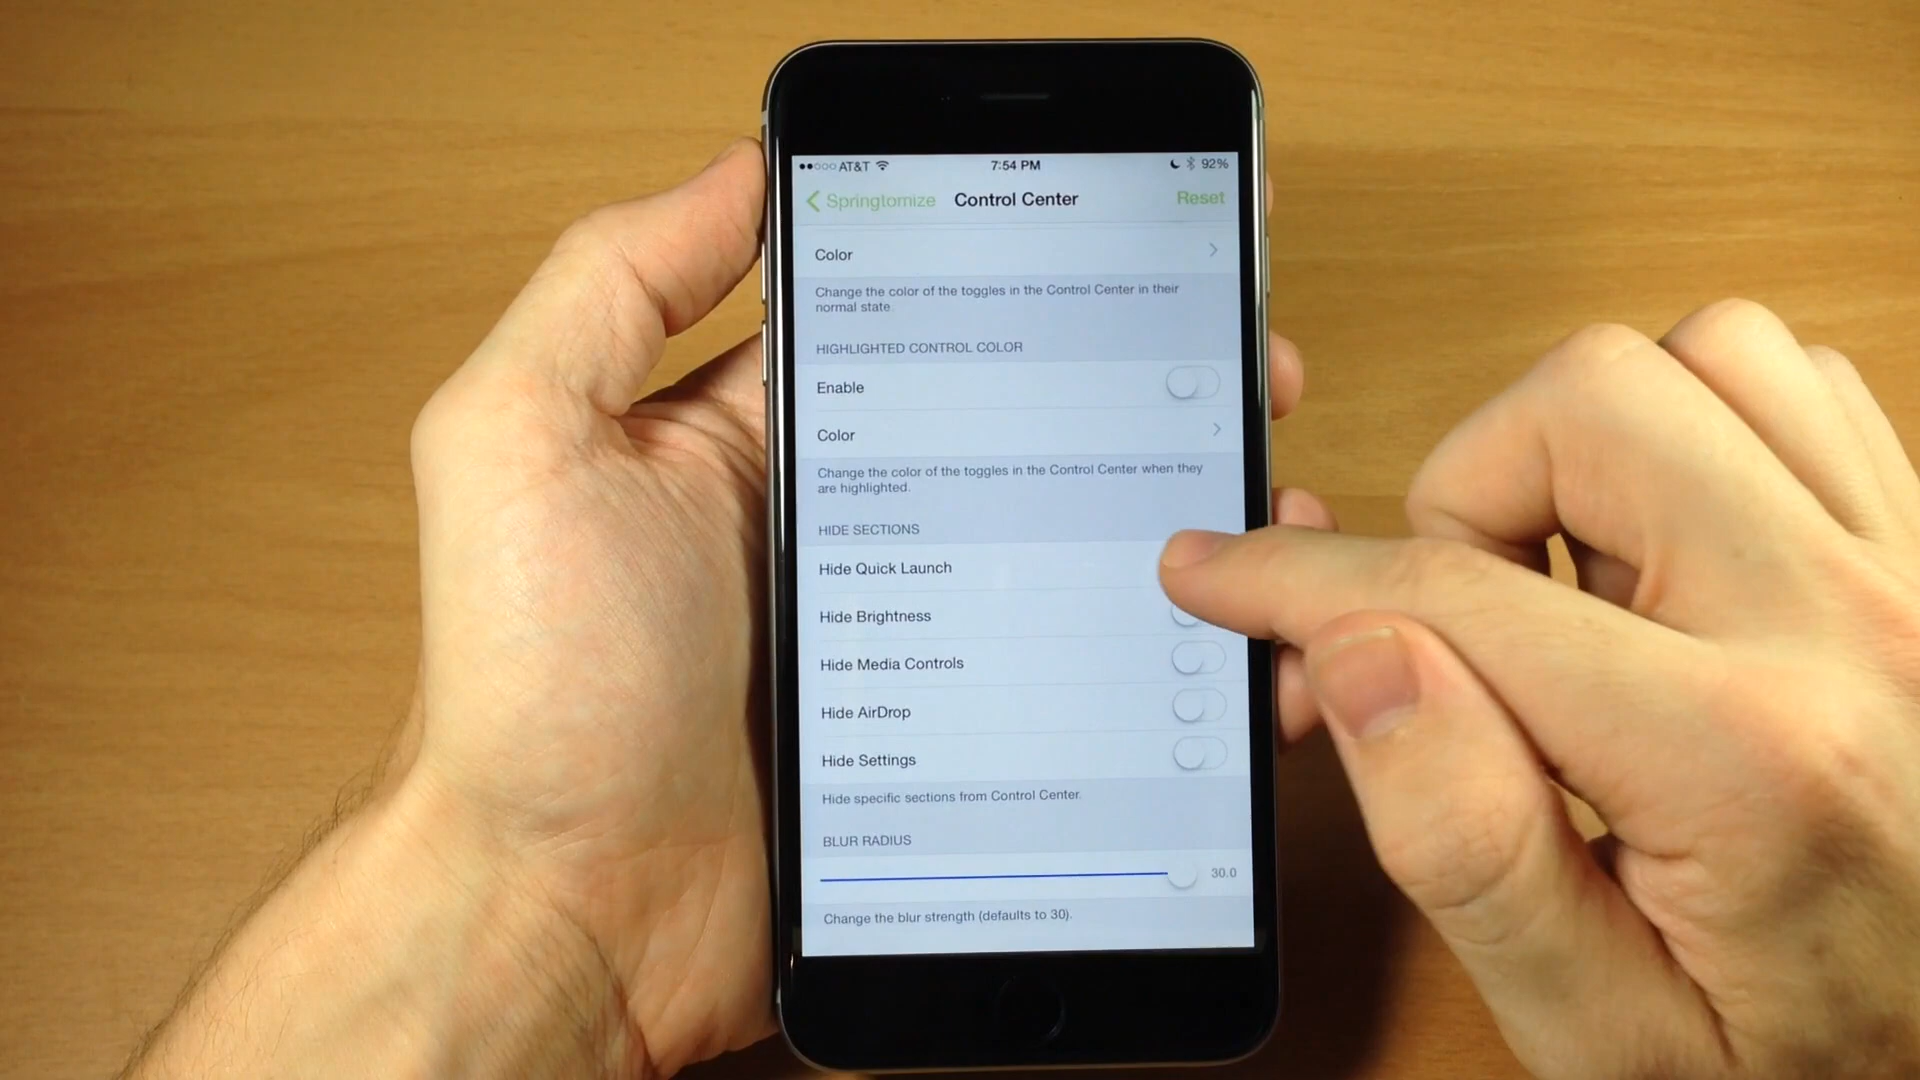 AT&T 7:54 PM 92%
Springtomize Control Center Reset
Color
Change the color of the toggles in the Control Center in their
normal state
HIGHLIGHTED CONTROL COLOR
Enable
Color
Change the color of the toggles in the Control Center when they
are highlighted.
HIDE SECTIONS
Hide Quick Launch
Hide Brightness
Hide Media Controls
Hide AirDrop
Hide Settings
Hide specific sections from Control Center.
BLUR RADIUS
30.0
Change the blur strength (defaults to 30).